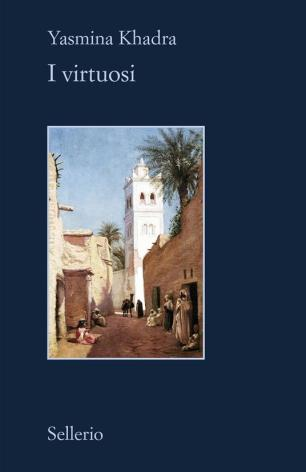 Yasmina Khadra
I virtuosi
Sellerio